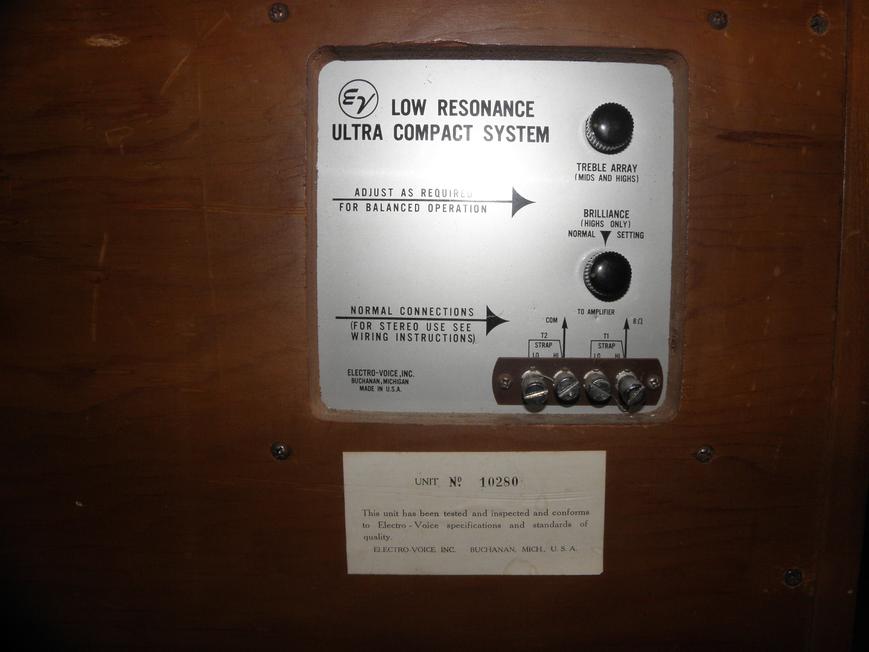 EV LOW RESONANCE
ULTRA COMPACT SYSTEM
TREBLE ARRAY
(MIDS AND HIGHS)
ADJUST AS REQUIRED
FOR BALANCED OPERATION
BRILLIANCE
(HIGHS ONLY)
NORMAL SETTING
TO AMPLIFIER
COM 8Ω
NORMAL CONNECTIONS
(FOR STEREO USE SEE
WIRING INSTRUCTIONS)
T2 T1
STRAP STRAP
LO HI LO HI
ELECTRO-VOICE, INC.
BUCHANAN, MICHIGAN
MADE IN U.S.A.
UNIT Nº 10280
This unit has been tested and inspected and conforms
to Electro-Voice specifications and standards of
quality.
ELECTRO-VOICE INC. BUCHANAN, MICH., U. S. A.